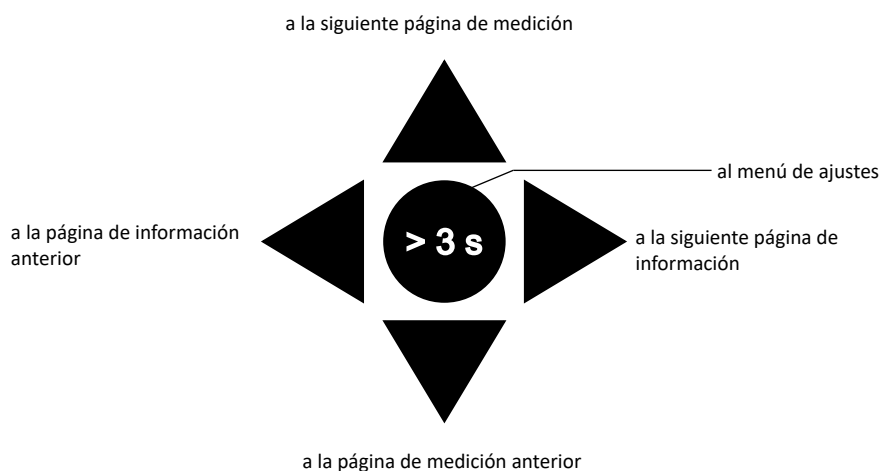 a la siguiente página de medición
al menú de ajustes
a la página de información
anterior
> 3 s
a la siguiente página de
información
a la página de medición anterior